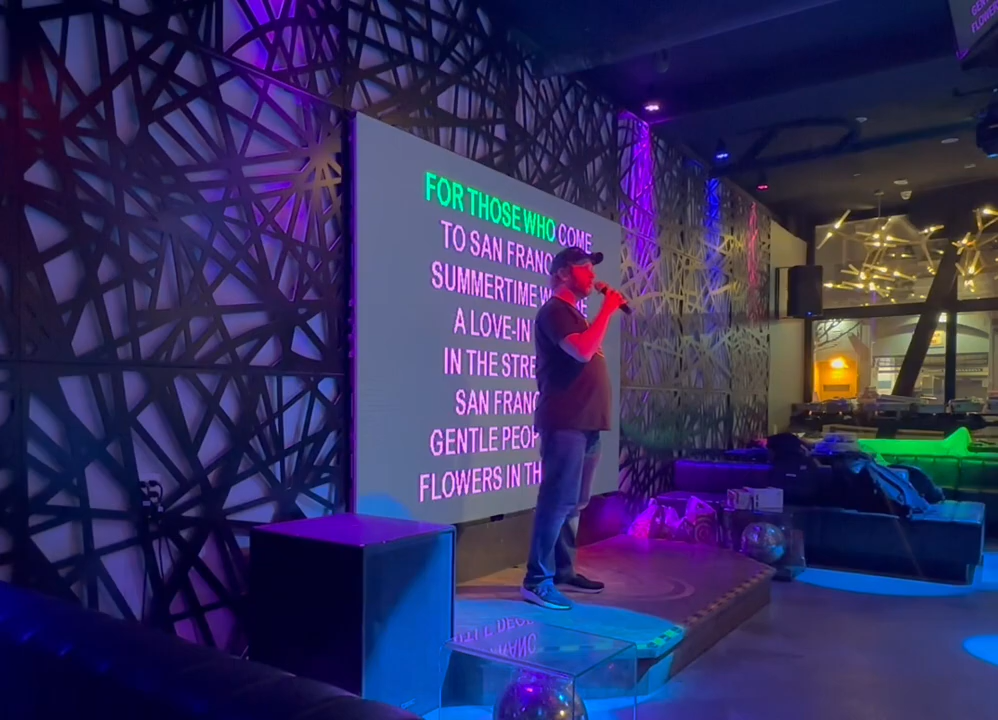 FOR THOSE WHO COME
TO SAN FRANC
SUMMERTIME W
A LOVE-IN
IN THE STRE
SAN FRANC
GENTLE PEOP
FLOWERS IN TH